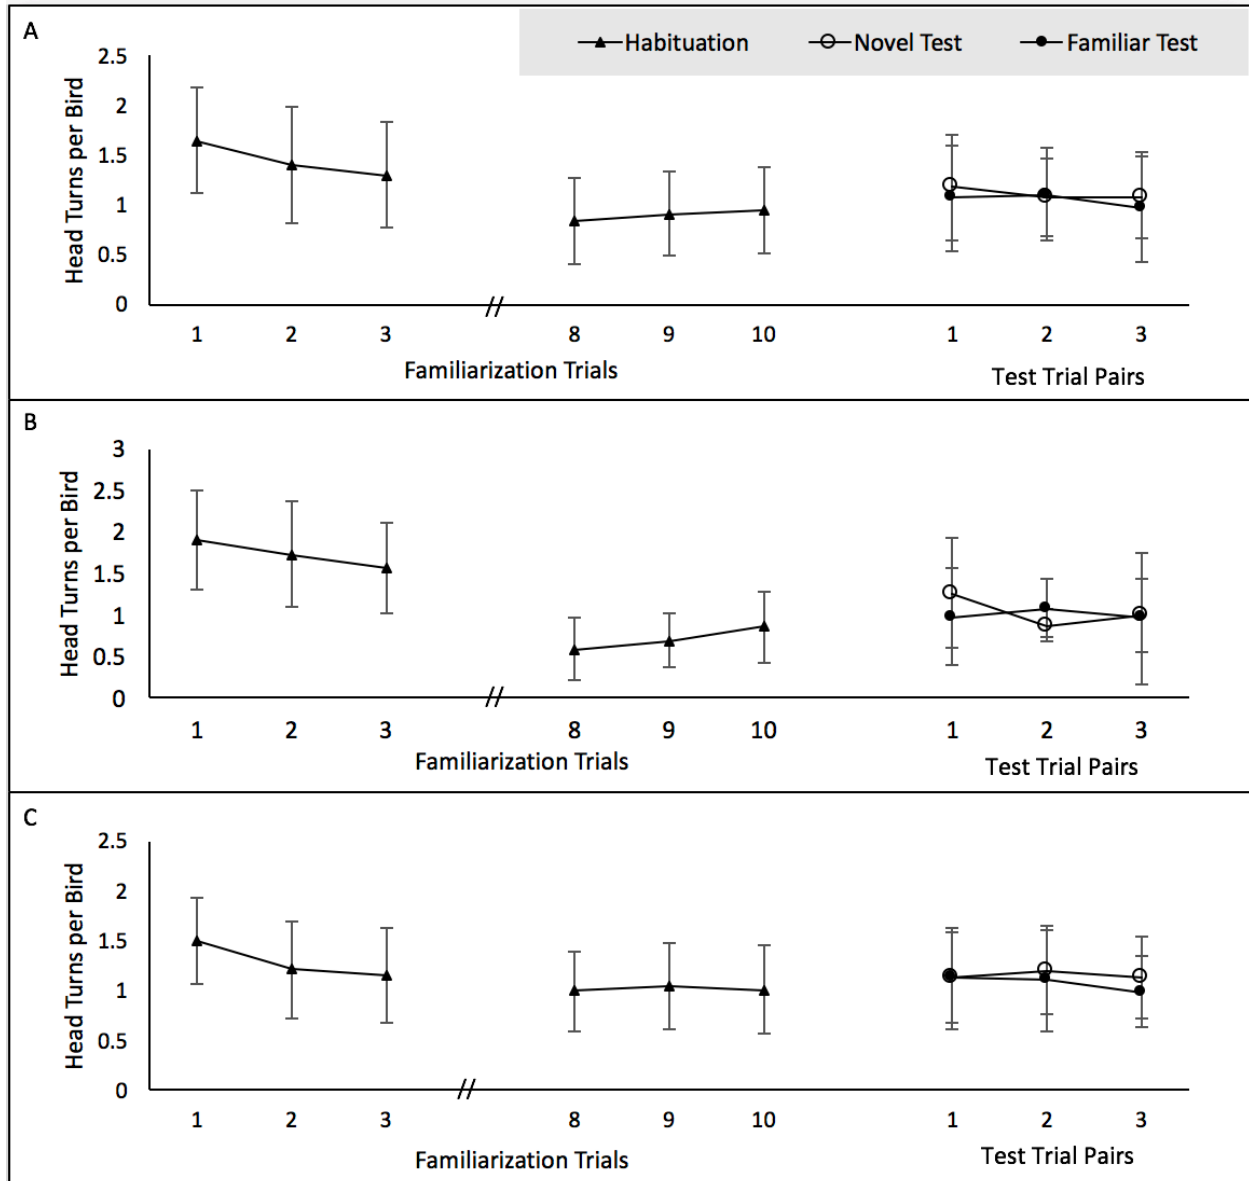 A
Habituation Novel Test Familiar Test
Head Turns per Bird
2.5
2
1.5
1
0.5
0
1 2 3 8 9 10 1 2 3
Familiarization Trials
Test Trial Pairs
B
Head Turns per Bird
3
2.5
2
1.5
1
0.5
0
1 2 3 8 9 10 1 2 3
Familiarization Trials
Test Trial Pairs
C
Head Turns per Bird
2.5
2
1.5
1
0.5
0
1 2 3 8 9 10 1 2 3
Familiarization Trials
Test Trial Pairs